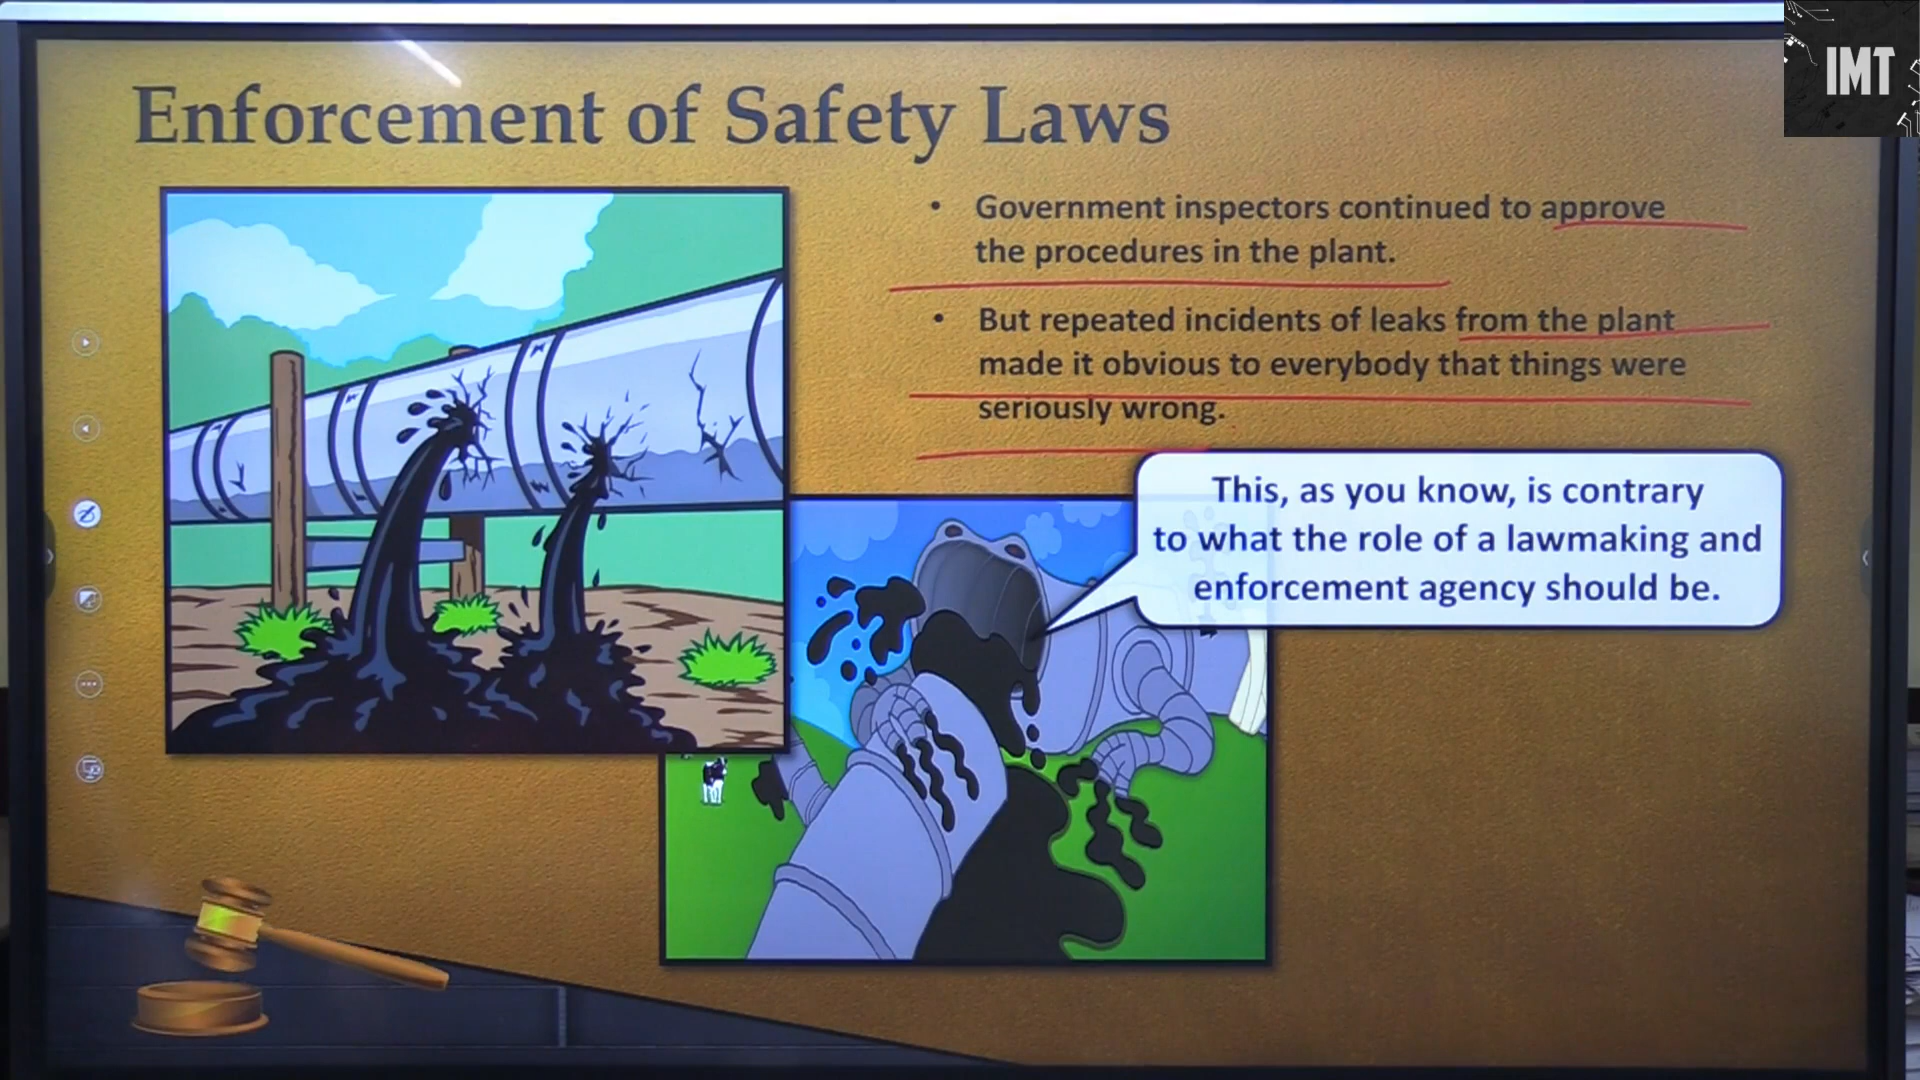 IMT
Enforcement of Safety Laws
• Government inspectors continued to approve
the procedures in the plant.
• But repeated incidents of leaks from the plant
made it obvious to everybody that things were
seriously wrong.
This, as you know, is contrary
to what the role of a lawmaking and
enforcement agency should be.